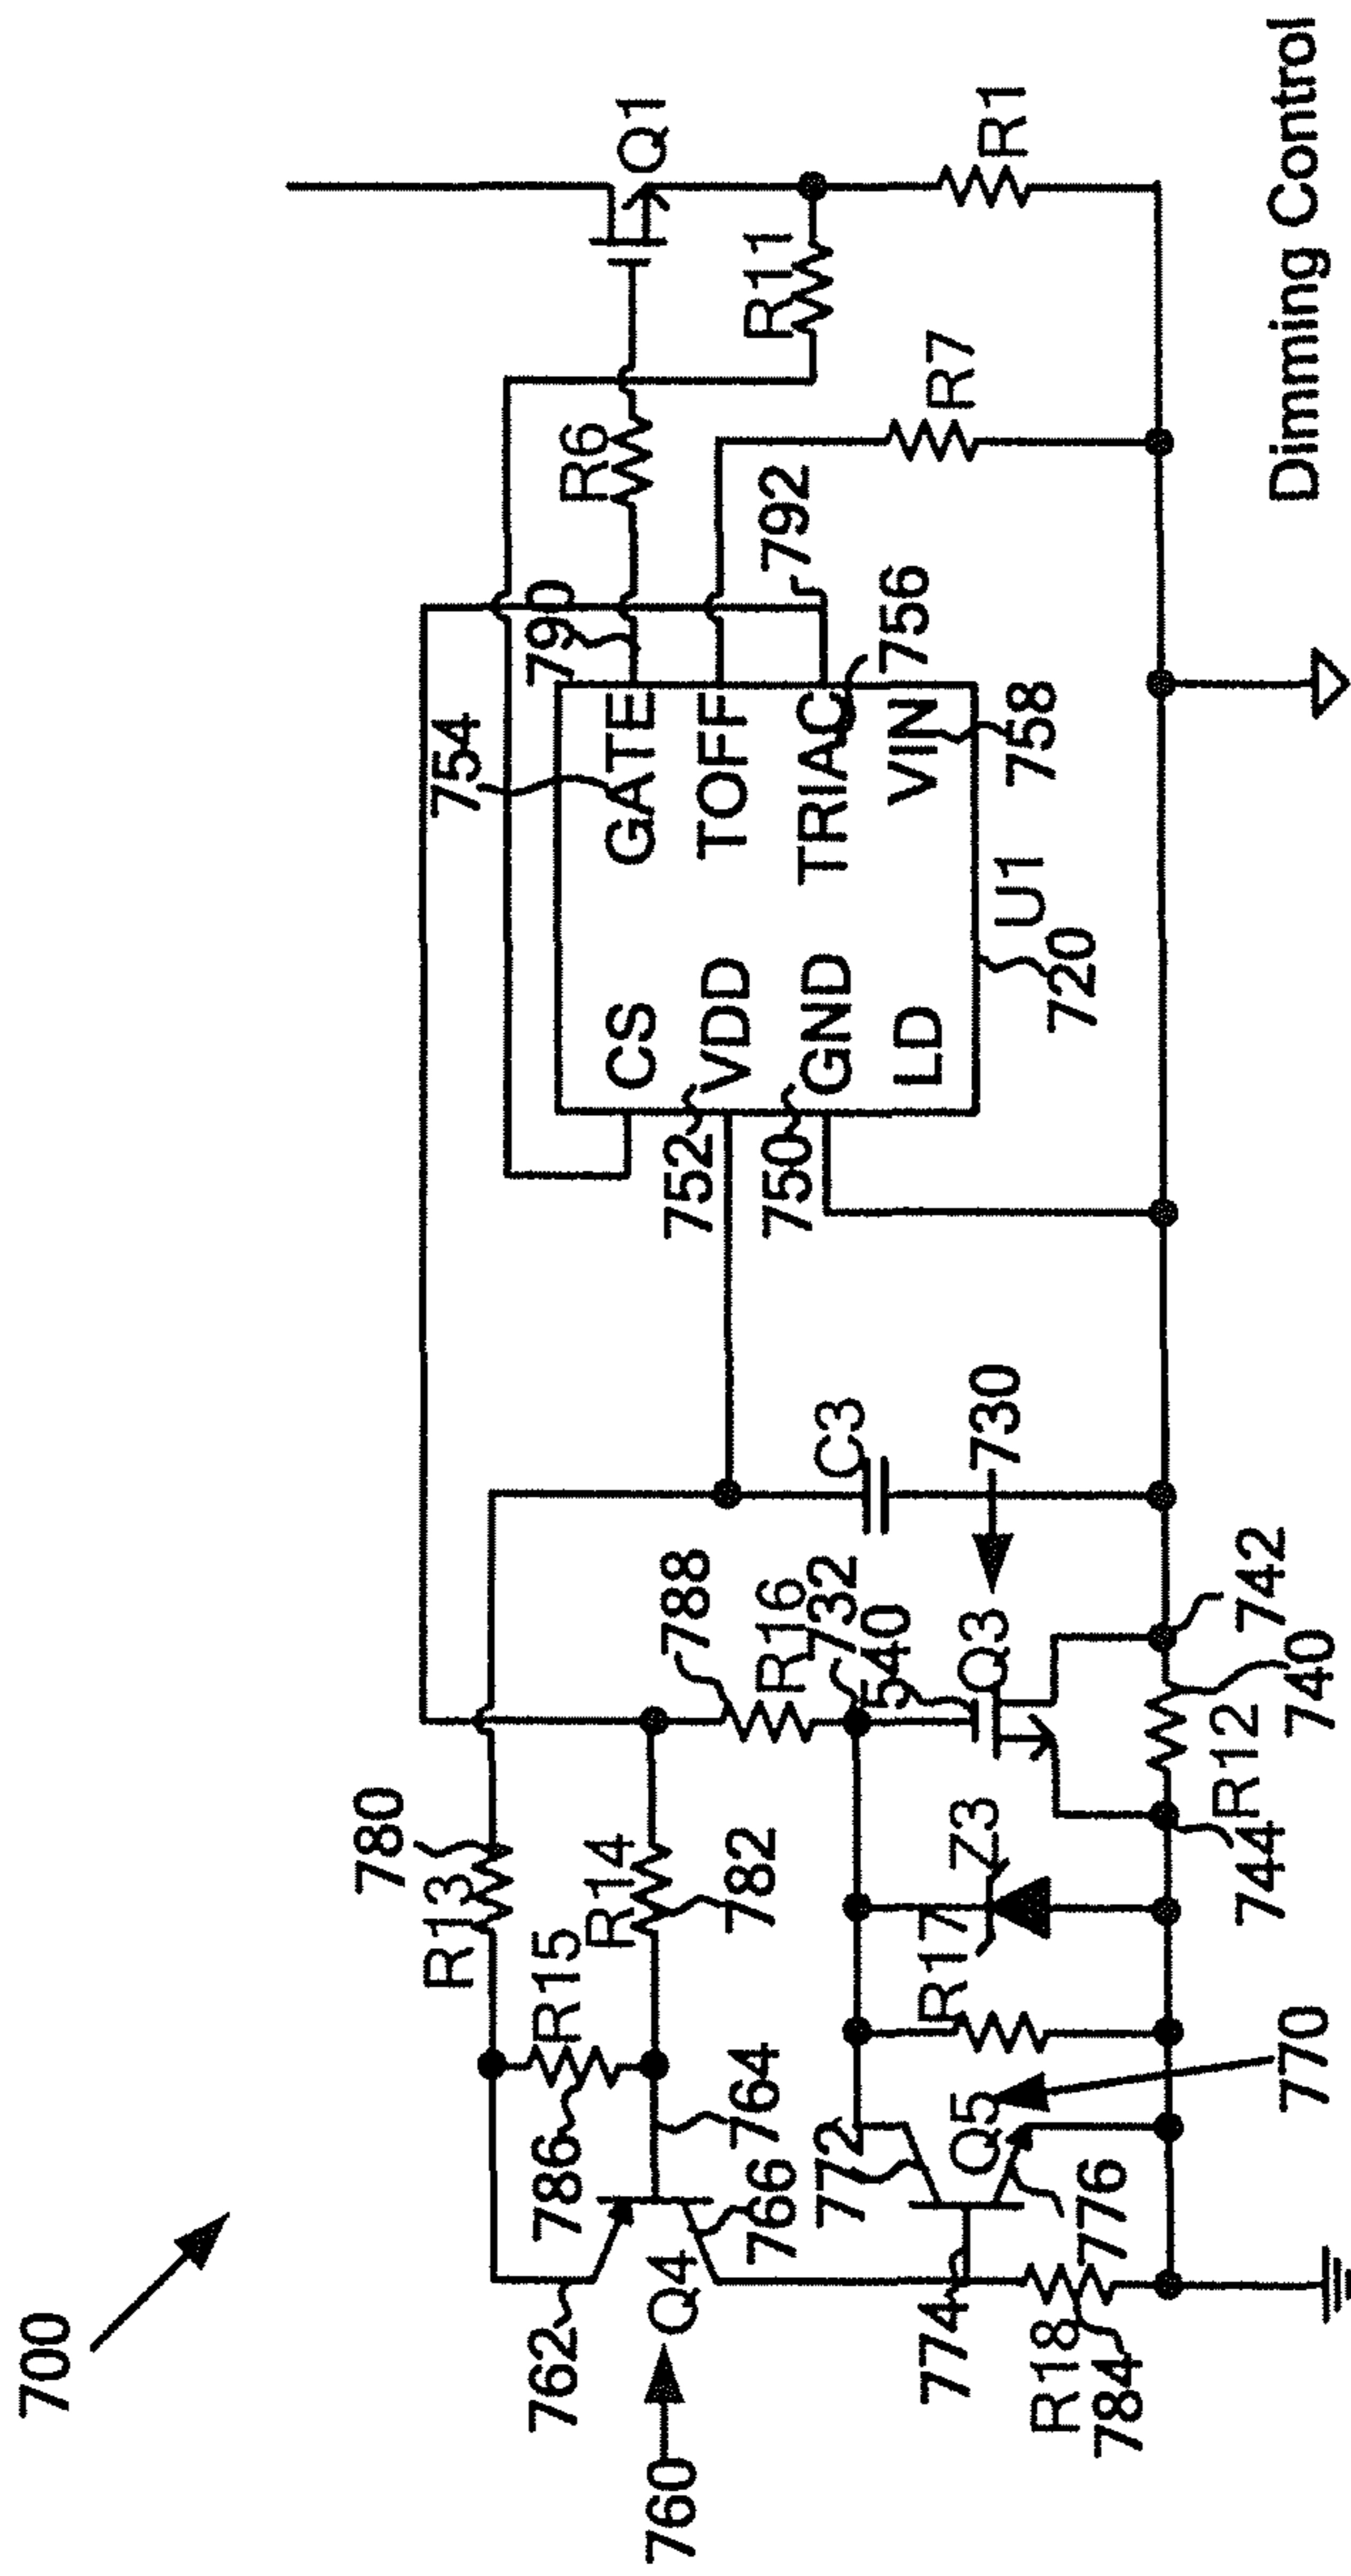 700
760
Q4
762
766
764
786
R15
R13
780
R14
782
788
R16
732
540
Q3
730
C3
742
740
R12
744
Z3
R17
Q5
770
772
774
776
R18
784
754
790
R6
Q1
R11
R1
R7
792
756
758
752
750
CS
VDD
GND
LD
GATE
TOFF
TRIAC
VIN
U1
720
Dimming Control